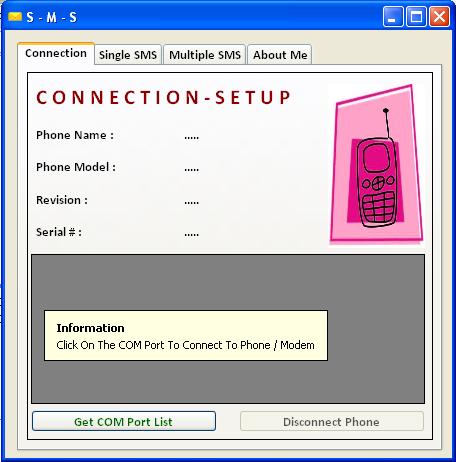 S - M - S
Connection Single SMS Multiple SMS About Me
CONNECTION-SETUP
Phone Name : .....
Phone Model : .....
Revision : .....
Serial # : .....
Information
Click On The COM Port To Connect To Phone / Modem
Get COM Port List Disconnect Phone